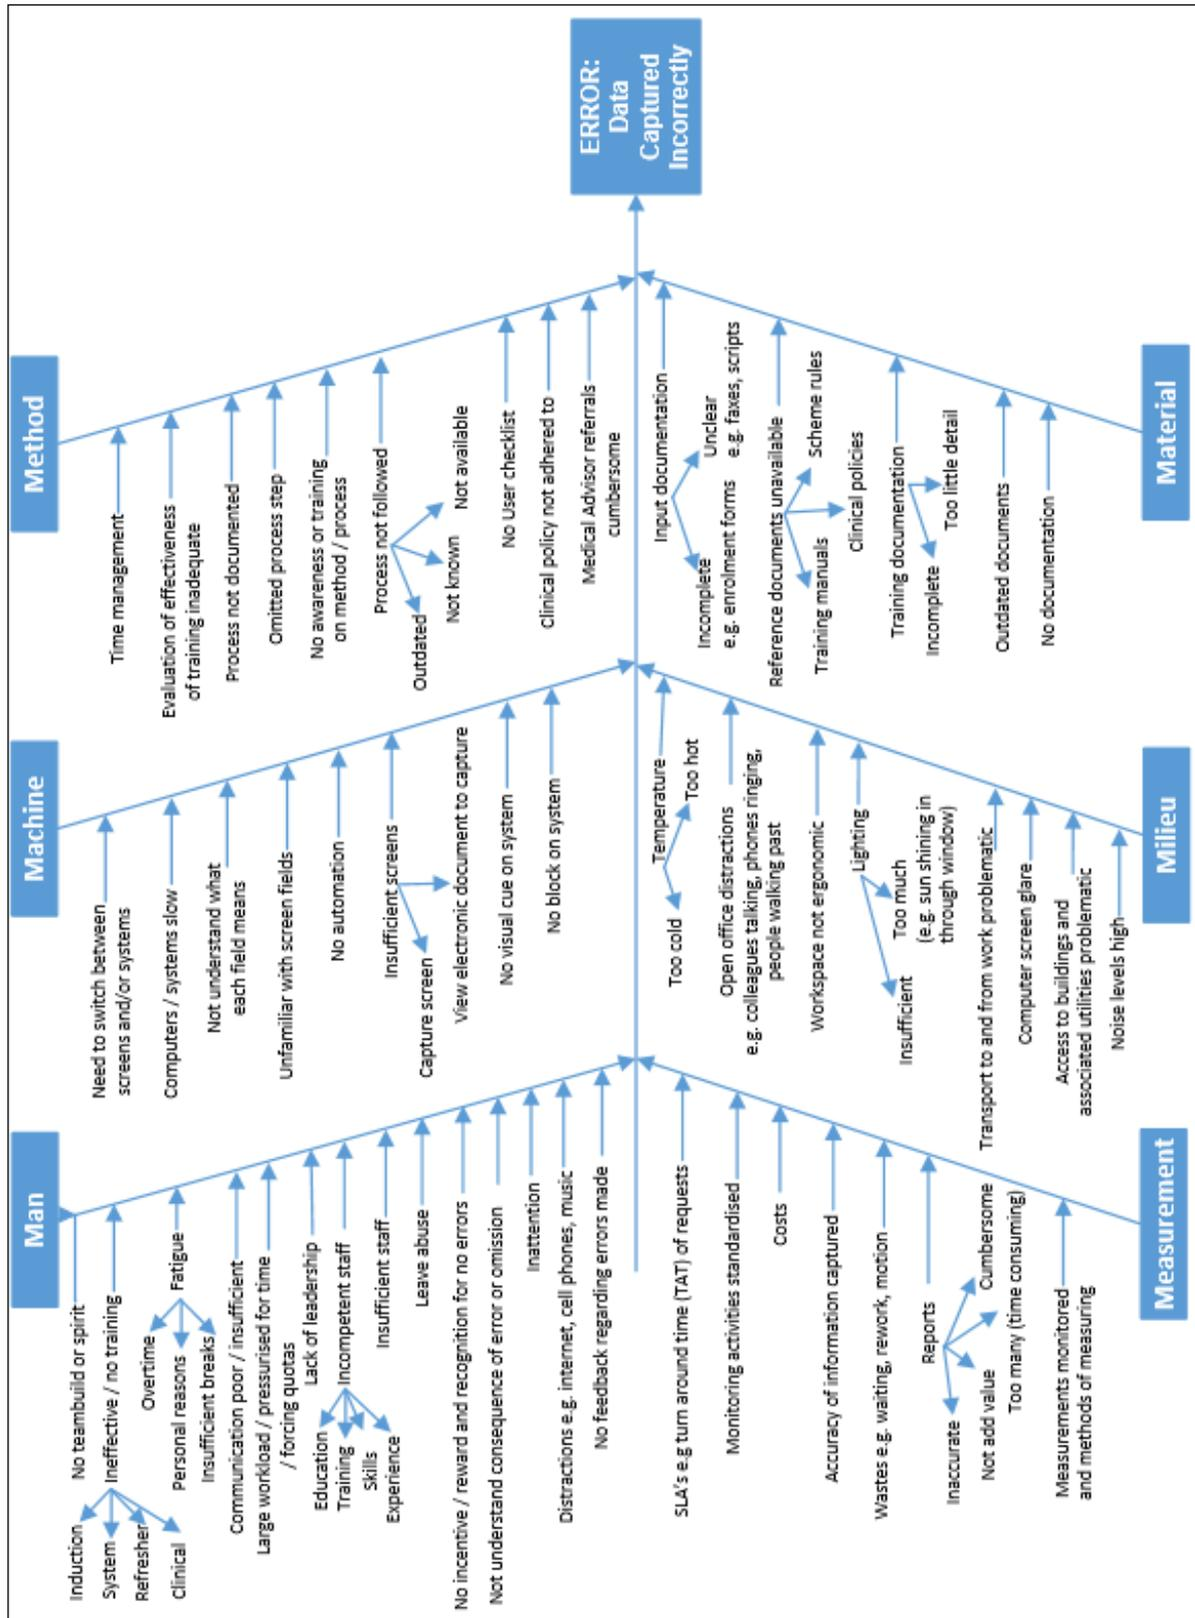 Man
No teambuild or spirit
Ineffective / no training
Induction
System
Refresher
Clinical
Fatigue
Overtime
Personal reasons
Insufficient breaks
Communication poor / insufficient
Large workload / pressurised for time
/ forcing quotas
Lack of leadership
Incompetent staff
Education
Training
Skills
Experience
Insufficient staff
Leave abuse
No incentive / reward and recognition for no errors
Not understand consequence of error or omission
Inattention
Distractions e.g. internet, cell phones, music
No feedback regarding errors made
Machine
Need to switch between
screens and/or systems
Computers / systems slow
Not understand what
each field means
Unfamiliar with screen fields
No automation
Insufficient screens
Capture screen
View electronic document to capture
No visual cue on system
No block on system
Method
Time management
Evaluation of effectiveness
of training inadequate
Process not documented
Omitted process step
No awareness or training
on method / process
Process not followed
Outdated
Not known
Not available
No User checklist
Clinical policy not adhered to
Medical Advisor referrals
cumbersome
ERROR:
Data
Captured
Incorrectly
SLA's e.g turn around time (TAT) of requests
Monitoring activities standardised
Costs
Accuracy of information captured
Wastes e.g. waiting, rework, motion
Reports
Inaccurate
Not add value
Too many (time consuming)
Cumbersome
Measurements monitored
and methods of measuring
Measurement
Temperature
Too cold
Too hot
Open office distractions
e.g. colleagues talking, phones ringing,
people walking past
Workspace not ergonomic
Lighting
Insufficient
Too much
(e.g. sun shining in
through window)
Transport to and from work problematic
Computer screen glare
Access to buildings and
associated utilities problematic
Noise levels high
Milieu
Input documentation
Incomplete
e.g. enrolment forms
Unclear
e.g. faxes, scripts
Reference documents unavailable
Training manuals
Clinical policies
Scheme rules
Training documentation
Incomplete
Too little detail
Outdated documents
No documentation
Material